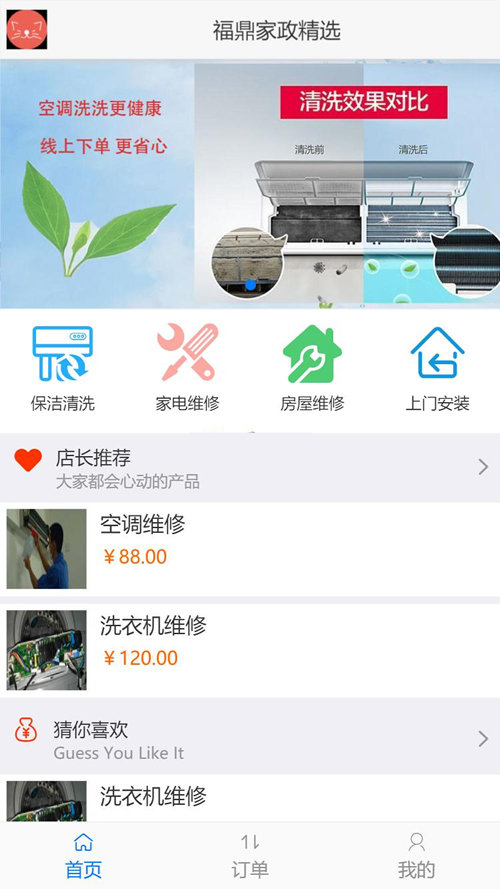 福鼎家政精选
空调洗洗更健康
线上下单 更省心
清洗效果对比
清洗前
清洗后
保洁清洗
家电维修
房屋维修
上门安装
店长推荐
大家都会心动的产品
空调维修
￥88.00
洗衣机维修
￥120.00
猜你喜欢
Guess You Like It
洗衣机维修
首页
订单
我的